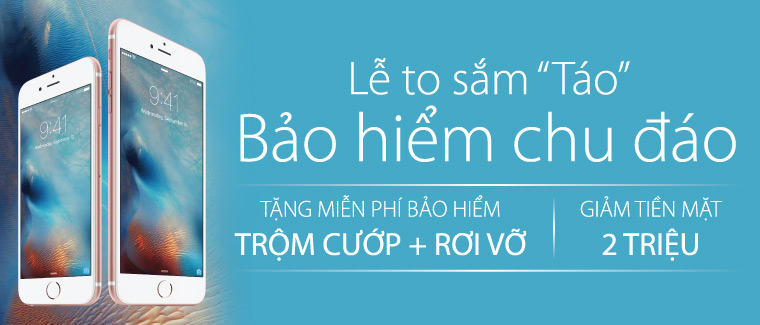 Lễ to sắm “Táo”
Bảo hiểm chu đáo
TẶNG MIỄN PHÍ BẢO HIỂM
TRỘM CƯỚP + RƠI VỠ
GIẢM TIỀN MẶT
2 TRIỆU
9:41
9:41